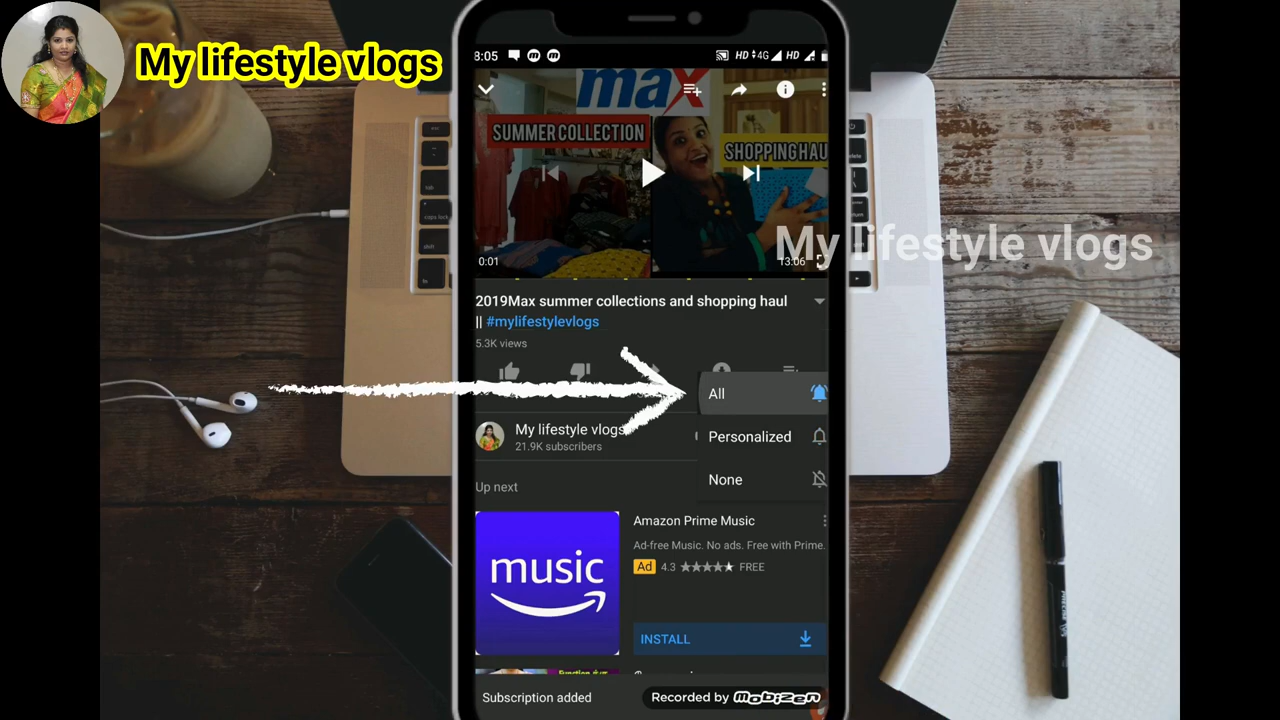 My lifestyle vlogs
8:05
HD 4G HD
max
SUMMER COLLECTION
SHOPPING HAU
My lifestyle vlogs
0:01
13:06
2019Max summer collections and shopping haul
|| #mylifestylevlogs
5.3K views
All
My lifestyle vlogs
21.9K subscribers
Personalized
None
Up next
Amazon Prime Music
Ad-free Music. No ads. Free with Prime.
Ad 4.3 FREE
music
INSTALL
Subscription added
Recorded by mobizen